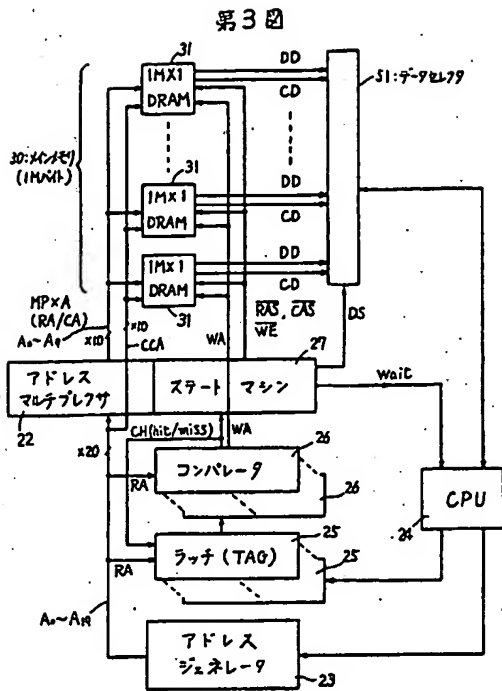 第3図
31
1M×1
DRAM
DD
CD
51:データセレクタ
30:メインメモリ
(1Mバイト)
31
1M×1
DRAM
DD
CD
1M×1
DRAM
31
DD
CD
MP×A
(RA/CA)
A₀~A₉
×10
×10
CCA
WA
RAS, CAS
WE
DS
27
アドレス
マルチプレクサ
22
ステート マシン
Wait
×20
CH(hit/miss)
WA
RA
コンパレータ
26
26
CPU
24
RA
ラッチ(TAG)
25
25
A₀~A₁₉
アドレス
ジェネレータ
23